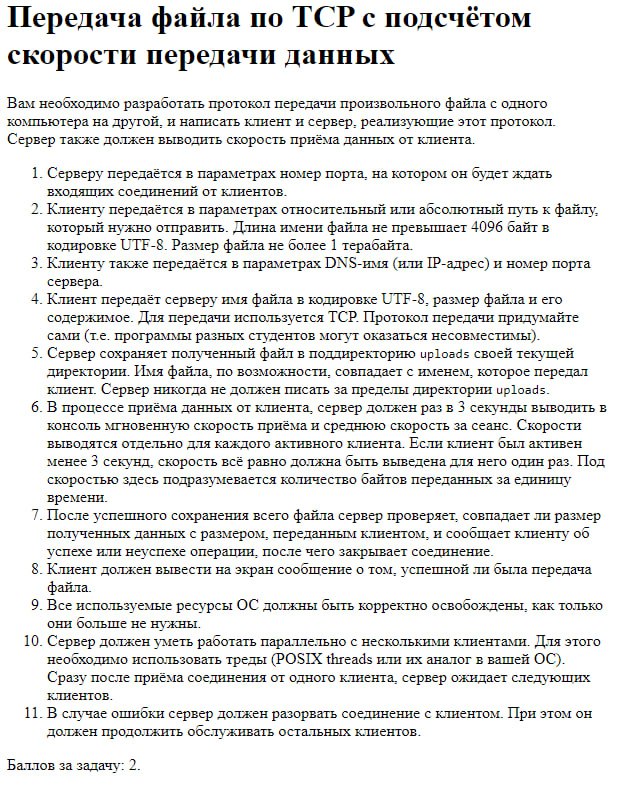 Передача файла по TCP с подсчётом
скорости передачи данных
Вам необходимо разработать протокол передачи произвольного файла с одного
компьютера на другой, и написать клиент и сервер, реализующие этот протокол.
Сервер также должен выводить скорость приёма данных от клиента.
1. Серверу передаётся в параметрах номер порта, на котором он будет ждать
входящих соединений от клиентов.
2. Клиенту передаётся в параметрах относительный или абсолютный путь к файлу,
который нужно отправить. Длина имени файла не превышает 4096 байт в
кодировке UTF-8. Размер файла не более 1 терабайта.
3. Клиенту также передаётся в параметрах DNS-имя (или IP-адрес) и номер порта
сервера.
4. Клиент передаёт серверу имя файла в кодировке UTF-8, размер файла и его
содержимое. Для передачи используется TCP. Протокол передачи придумайте
сами (т.е. программы разных студентов могут оказаться несовместимы).
5. Сервер сохраняет полученный файл в поддиректорию uploads своей текущей
директории. Имя файла, по возможности, совпадает с именем, которое передал
клиент. Сервер никогда не должен писать за пределы директории uploads.
6. В процессе приёма данных от клиента, сервер должен раз в 3 секунды выводить в
консоль мгновенную скорость приёма и среднюю скорость за сеанс. Скорости
выводятся отдельно для каждого активного клиента. Если клиент был активен
менее 3 секунд, скорость всё равно должна быть выведена для него один раз. Под
скоростью здесь подразумевается количество байтов переданных за единицу
времени.
7. После успешного сохранения всего файла сервер проверяет, совпадает ли размер
полученных данных с размером, переданным клиентом, и сообщает клиенту об
успехе или неуспехе операции, после чего закрывает соединение.
8. Клиент должен вывести на экран сообщение о том, успешной ли была передача
файла.
9. Все используемые ресурсы ОС должны быть корректно освобождены, как только
они больше не нужны.
10. Сервер должен уметь работать параллельно с несколькими клиентами. Для этого
необходимо использовать треды (POSIX threads или их аналог в вашей ОС).
Сразу после приёма соединения от одного клиента, сервер ожидает следующих
клиентов.
11. В случае ошибки сервер должен разорвать соединение с клиентом. При этом он
должен продолжить обслуживать остальных клиентов.
Баллов за задачу: 2.